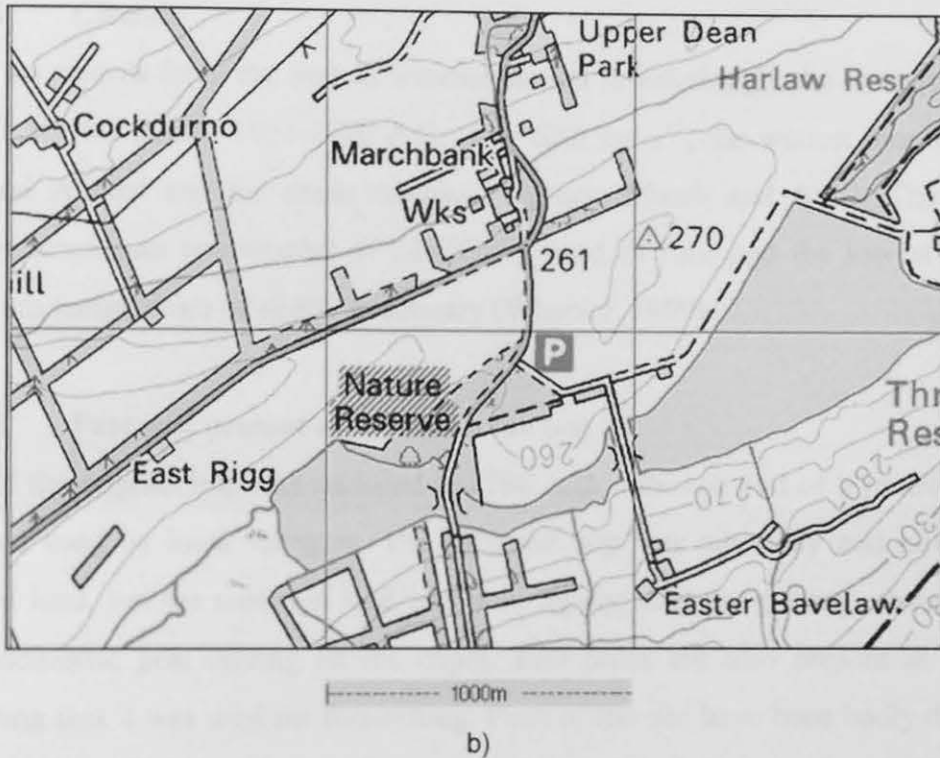 Upper Dean
Park
Harlaw Resr
Cockdurno
Marchbank
Wks
270
261
ill
P
Nature
Reserve
Thr
Res
260
East Rigg
270
280
300
Easter Bavelaw.
1000m
b)